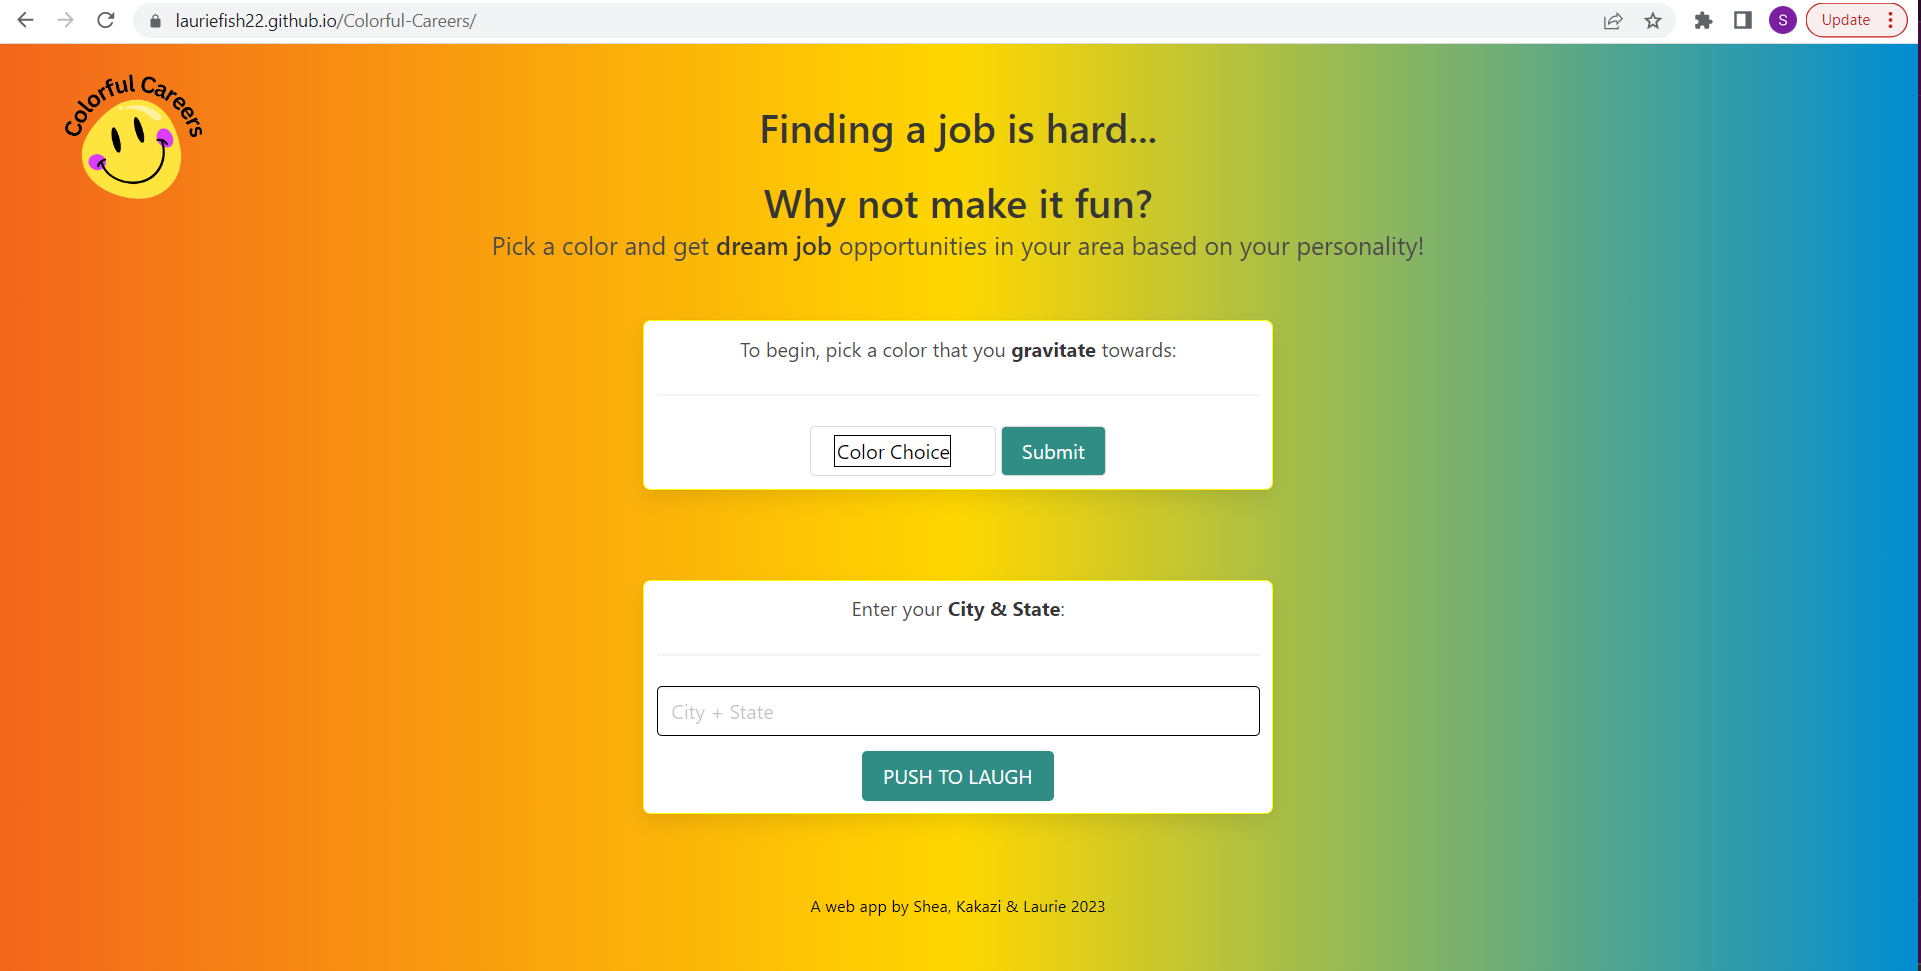 lauriefish22.github.io/Colorful-Careers/
S
Update
Colorful Careers
Finding a job is hard...
Why not make it fun?
Pick a color and get dream job opportunities in your area based on your personality!
To begin, pick a color that you gravitate towards:
Color Choice
Submit
Enter your City & State:
City + State
PUSH TO LAUGH
A web app by Shea, Kakazi & Laurie 2023